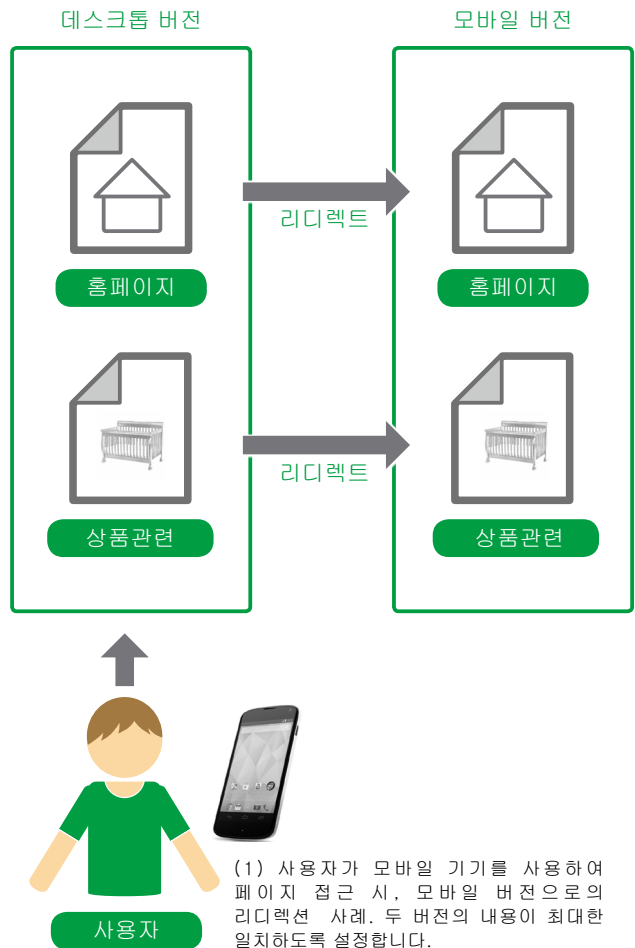 데스크톱 버전
모바일 버전
리디렉트
홈페이지
홈페이지
리디렉트
상품관련
상품관련
사용자
(1) 사용자가 모바일 기기를 사용하여
페이지 접근 시, 모바일 버전으로의
리디렉션 사례. 두 버전의 내용이 최대한
일치하도록 설정합니다.